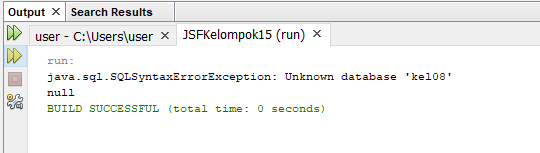 Output × Search Results
user - C:\Users\user × JSFKelompok15 (run) ×
run:
java.sql.SQLSyntaxErrorException: Unknown database 'kel08'
null
BUILD SUCCESSFUL (total time: 0 seconds)